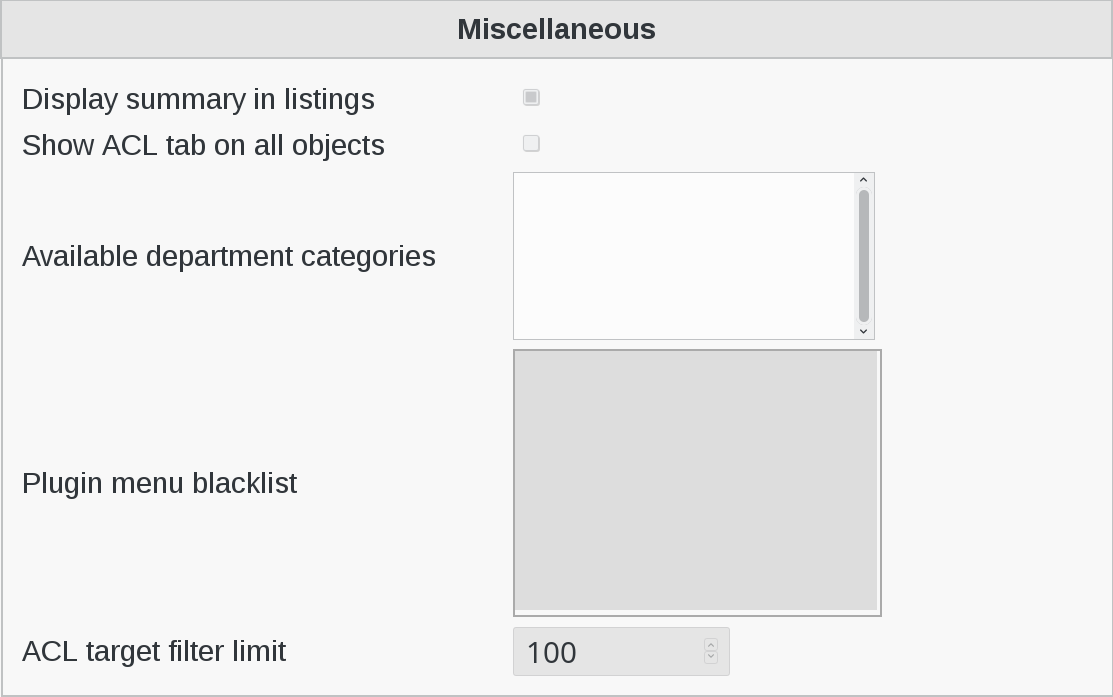 Miscellaneous
Display summary in listings
Show ACL tab on all objects
Available department categories
Plugin menu blacklist
ACL target filter limit
100